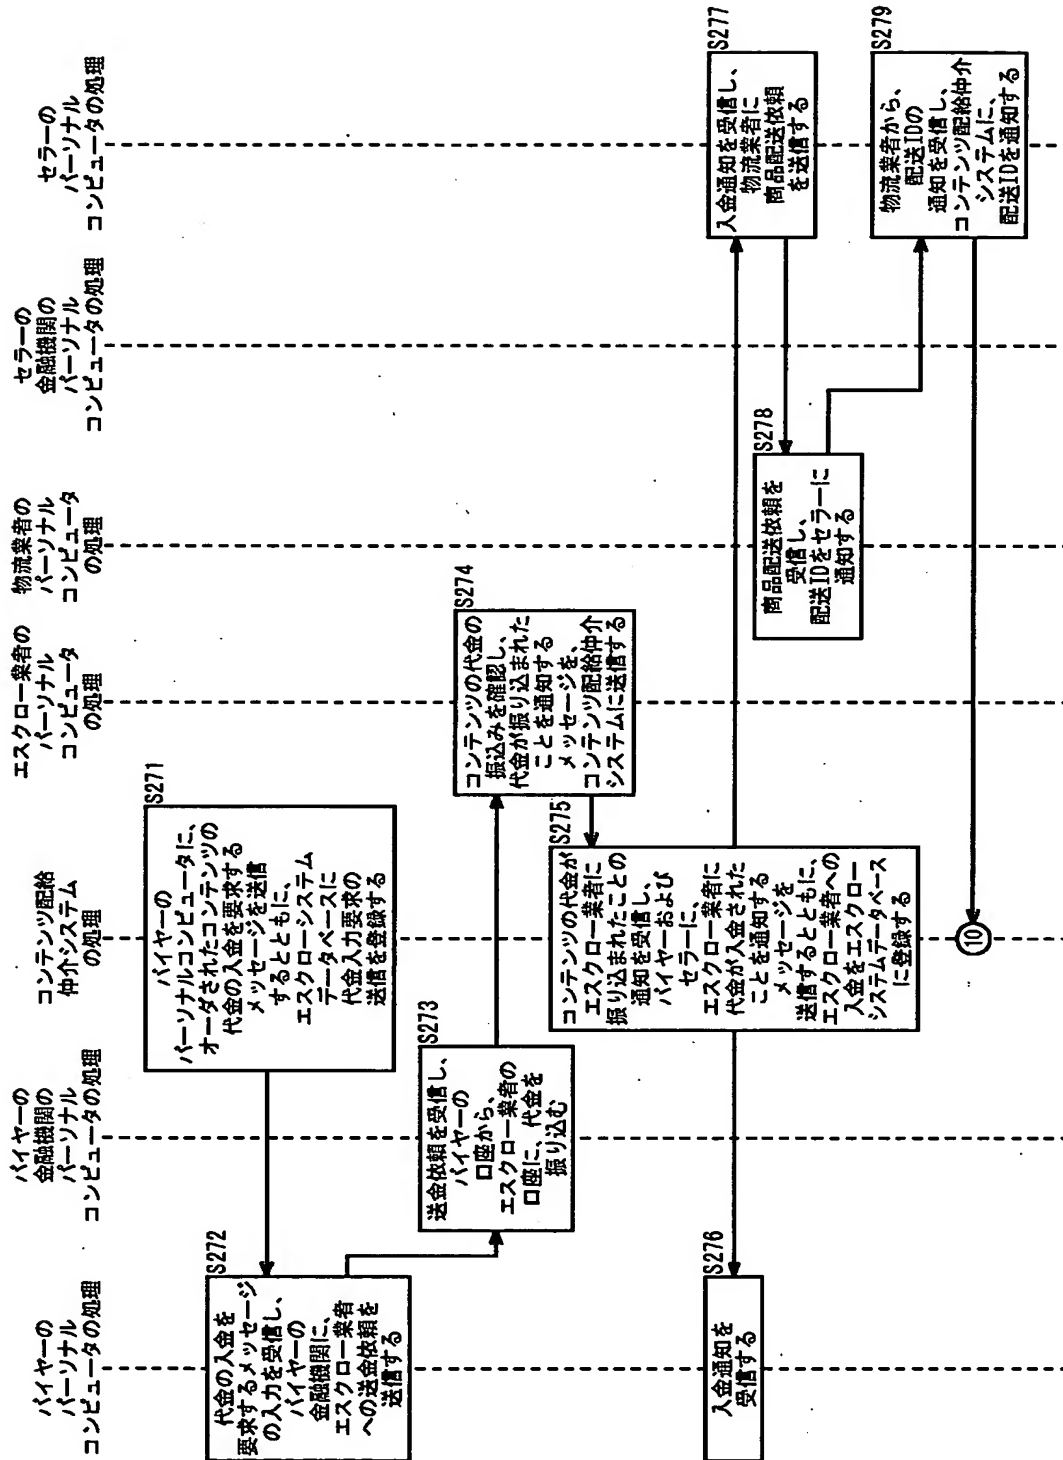 バイヤーの
パーソナル
コンピュータの処理
バイヤーの
金融機関の
パーソナル
コンピュータの処理
コンテンツ配給
仲介システム
の処理
エスクロー業者の
パーソナル
コンピュータ
の処理
物流業者の
パーソナル
コンピュータ
の処理
セラーの
金融機関の
パーソナル
コンピュータの処理
セラーの
パーソナル
コンピュータの処理
S271
バイヤーの
パーソナルコンピュータに、
オーダされたコンテンツの
代金の入金を要求する
メッセージを送信
するとともに、
エスクローシステム
データベースに
代金入力要求の
送信を登録する
S272
代金の入金を
要求するメッセージ
の入力を受信し、
バイヤーの
金融機関に、
エスクロー業者
への送金依頼を
送信する
S273
送金依頼を受信し、
バイヤーの
口座から、
エスクロー業者の
口座に、代金を
振り込む
S274
コンテンツの代金の
振込みを確認し、
代金が振り込まれた
ことを通知する
メッセージを、
コンテンツ配給仲介
システムに送信する
S275
コンテンツの代金が
エスクロー業者に
振り込まれたことの
通知を受信し、
バイヤーおよび
セラーに、
エスクロー業者に
代金が入金された
ことを通知する
メッセージを
送信するとともに、
エスクロー業者への
入金をエスクロー
システムデータベース
に登録する
S276
入金通知を
受信する
S277
入金通知を受信し、
物流業者に
商品配送依頼
を送信する
S278
商品配送依頼を
受信し、
配送IDをセラーに
通知する
S279
物流業者から、
配送IDの
通知を受信し、
コンテンツ配給仲介
システムに、
配送IDを通知する
10